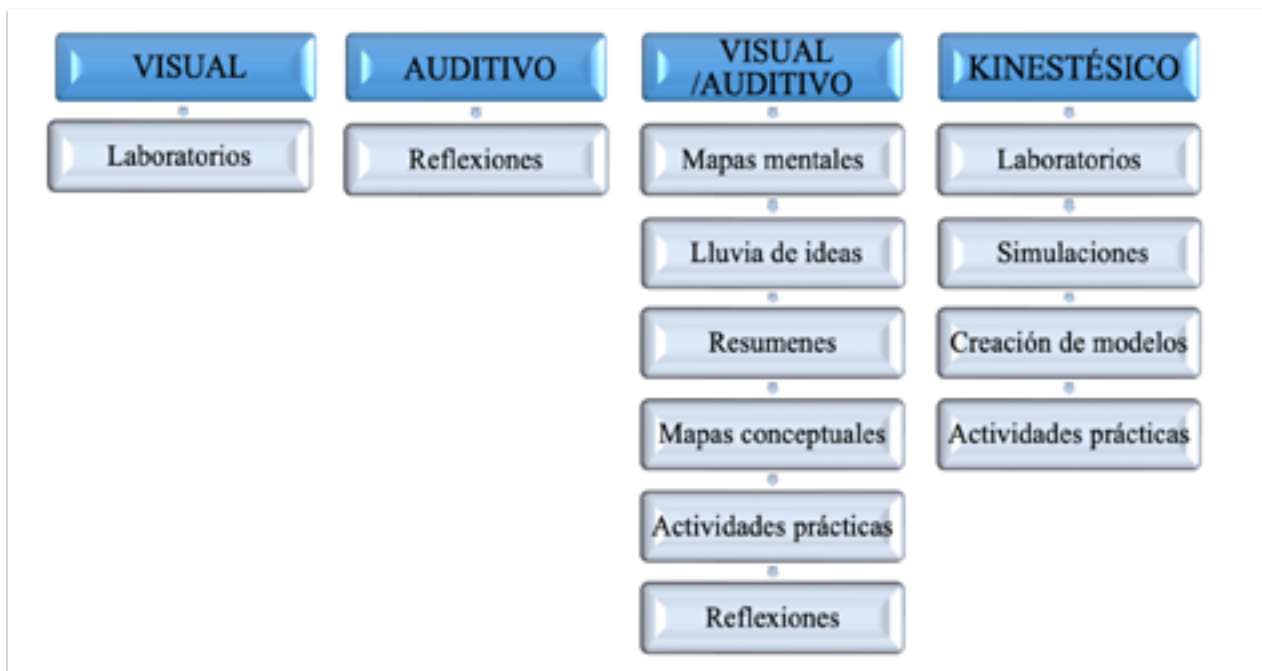 VISUAL
Laboratorios
AUDITIVO
Reflexiones
VISUAL
/AUDITIVO
Mapas mentales
Lluvia de ideas
Resumenes
Mapas conceptuales
Actividades prácticas
Reflexiones
KINESTÉSICO
Laboratorios
Simulaciones
Creación de modelos
Actividades prácticas